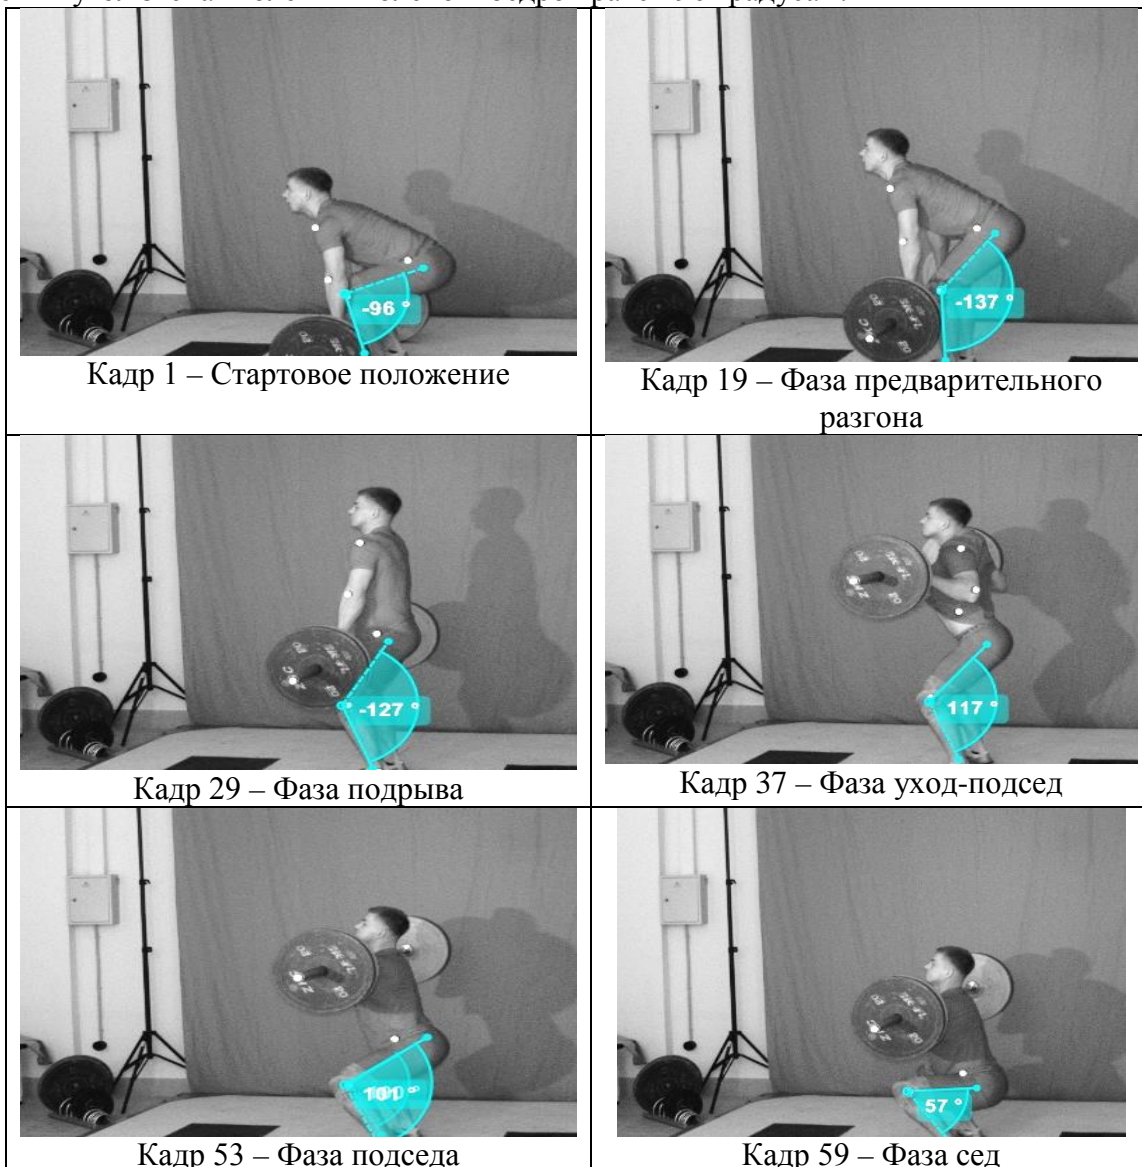 -96 °
-137 °
Кадр 1 – Стартовое положение
Кадр 19 – Фаза предварительного
разгона
-127 °
117 °
Кадр 29 – Фаза подрыва
Кадр 37 – Фаза уход-подсед
101 °
57 °
Кадр 53 – Фаза подседа
Кадр 59 – Фаза сед